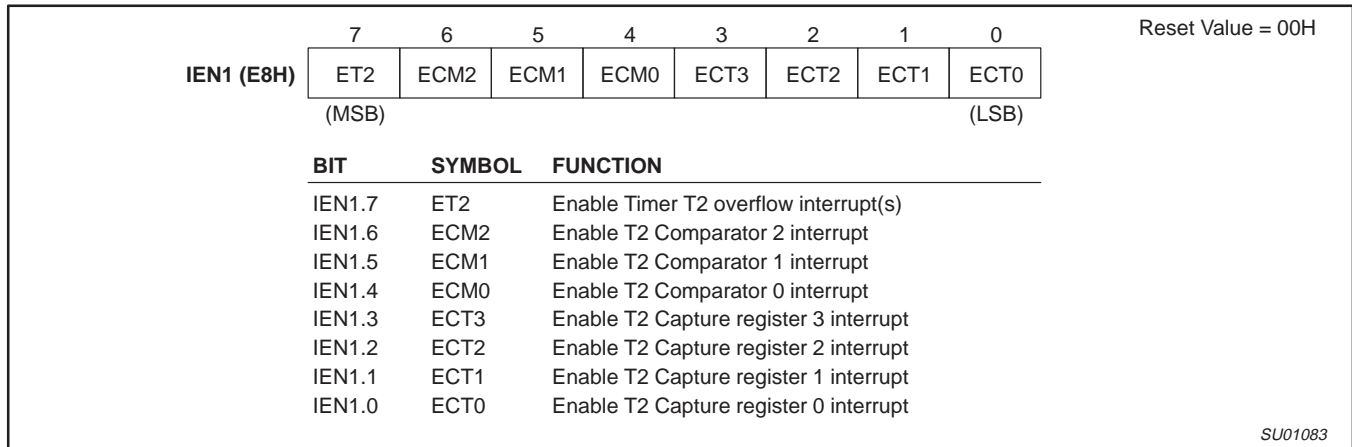 Reset Value = 00H
7 6 5 4 3 2 1 0
IEN1 (E8H) ET2 ECM2 ECM1 ECM0 ECT3 ECT2 ECT1 ECT0
(MSB) (LSB)
BIT SYMBOL FUNCTION
IEN1.7 ET2 Enable Timer T2 overflow interrupt(s)
IEN1.6 ECM2 Enable T2 Comparator 2 interrupt
IEN1.5 ECM1 Enable T2 Comparator 1 interrupt
IEN1.4 ECM0 Enable T2 Comparator 0 interrupt
IEN1.3 ECT3 Enable T2 Capture register 3 interrupt
IEN1.2 ECT2 Enable T2 Capture register 2 interrupt
IEN1.1 ECT1 Enable T2 Capture register 1 interrupt
IEN1.0 ECT0 Enable T2 Capture register 0 interrupt
SU01083